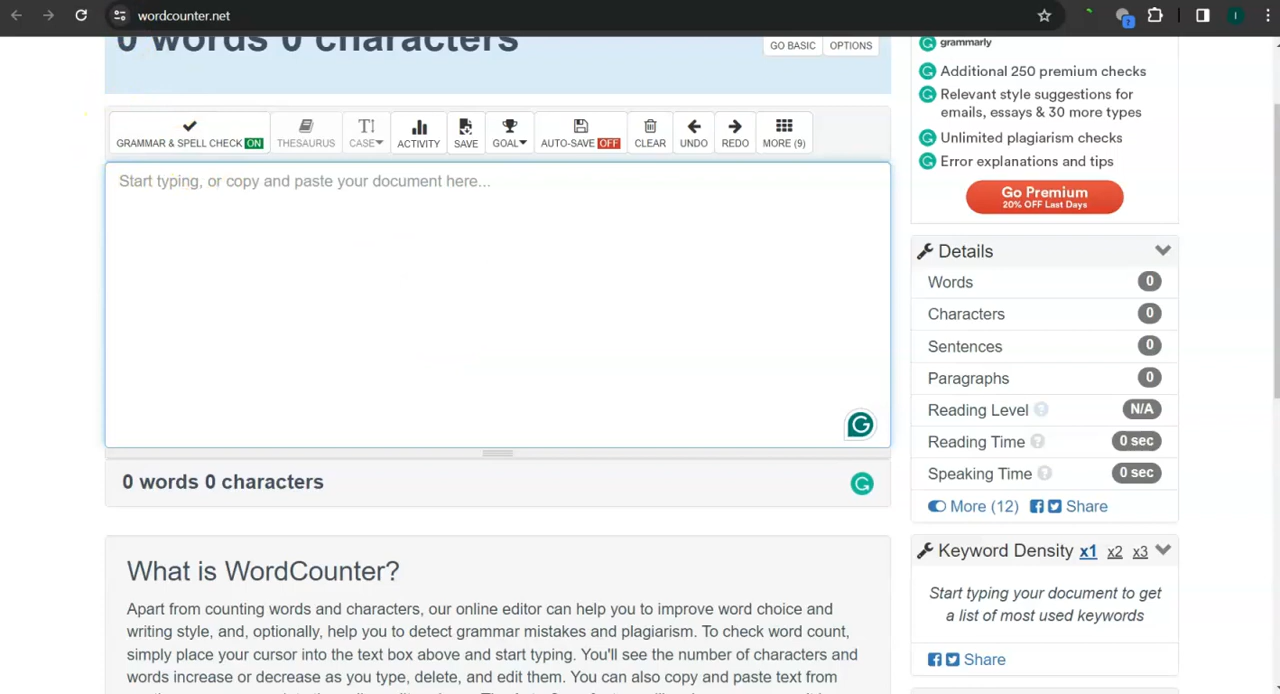 wordcounter.net
0 words 0 characters
GO BASIC OPTIONS
GRAMMAR & SPELL CHECK ON THESAURUS CASE ACTIVITY SAVE GOAL AUTO-SAVE OFF CLEAR UNDO REDO MORE (9)
Start typing, or copy and paste your document here...
0 words 0 characters
What is WordCounter?
Apart from counting words and characters, our online editor can help you to improve word choice and
writing style, and, optionally, help you to detect grammar mistakes and plagiarism. To check word count,
simply place your cursor into the text box above and start typing. You'll see the number of characters and
words increase or decrease as you type, delete, and edit them. You can also copy and paste text from
grammarly
Additional 250 premium checks
Relevant style suggestions for
emails, essays & 30 more types
Unlimited plagiarism checks
Error explanations and tips
Go Premium
20% OFF Last Days
Details
Words 0
Characters 0
Sentences 0
Paragraphs 0
Reading Level ? N/A
Reading Time ? 0 sec
Speaking Time ? 0 sec
More (12) Share
Keyword Density x1 x2 x3
Start typing your document to get
a list of most used keywords
Share